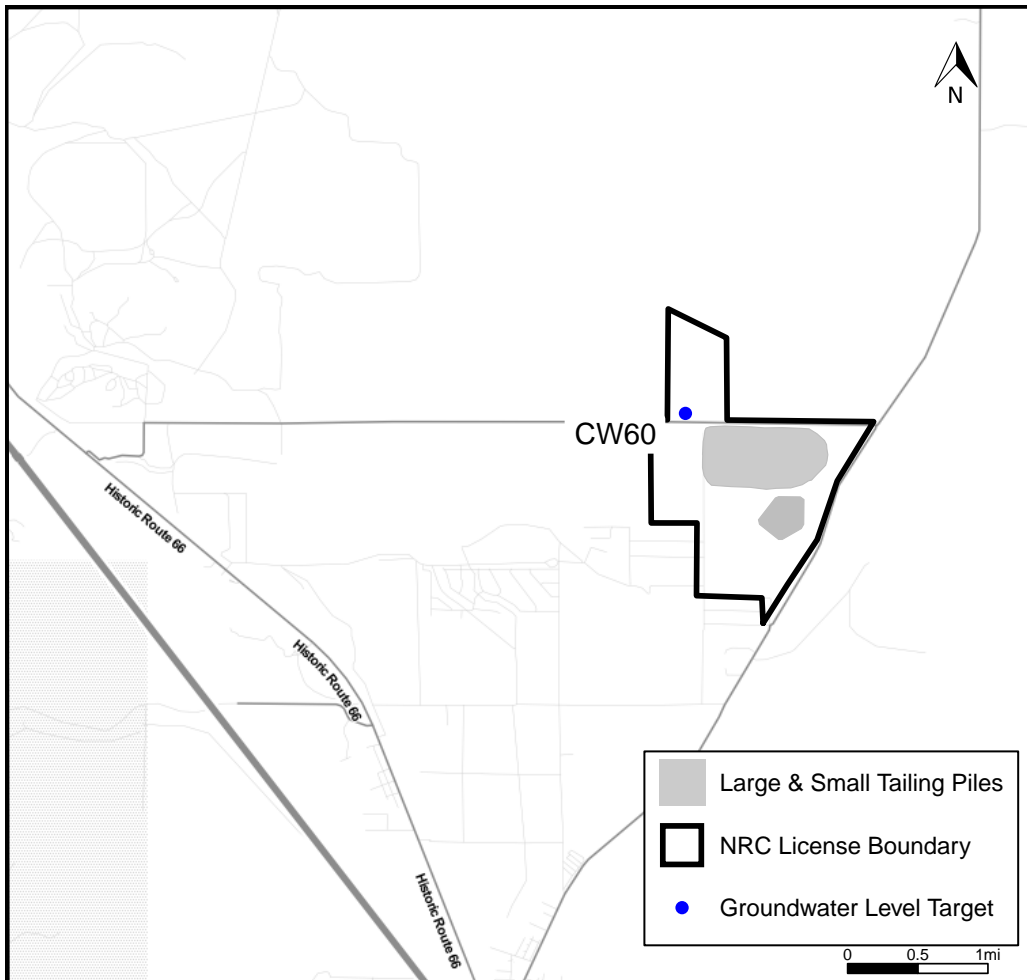 N
CW60
Historic Route 66
Historic Route 66
Historic Route 66
Large & Small Tailing Piles
NRC License Boundary
Groundwater Level Target
0 0.5 1mi